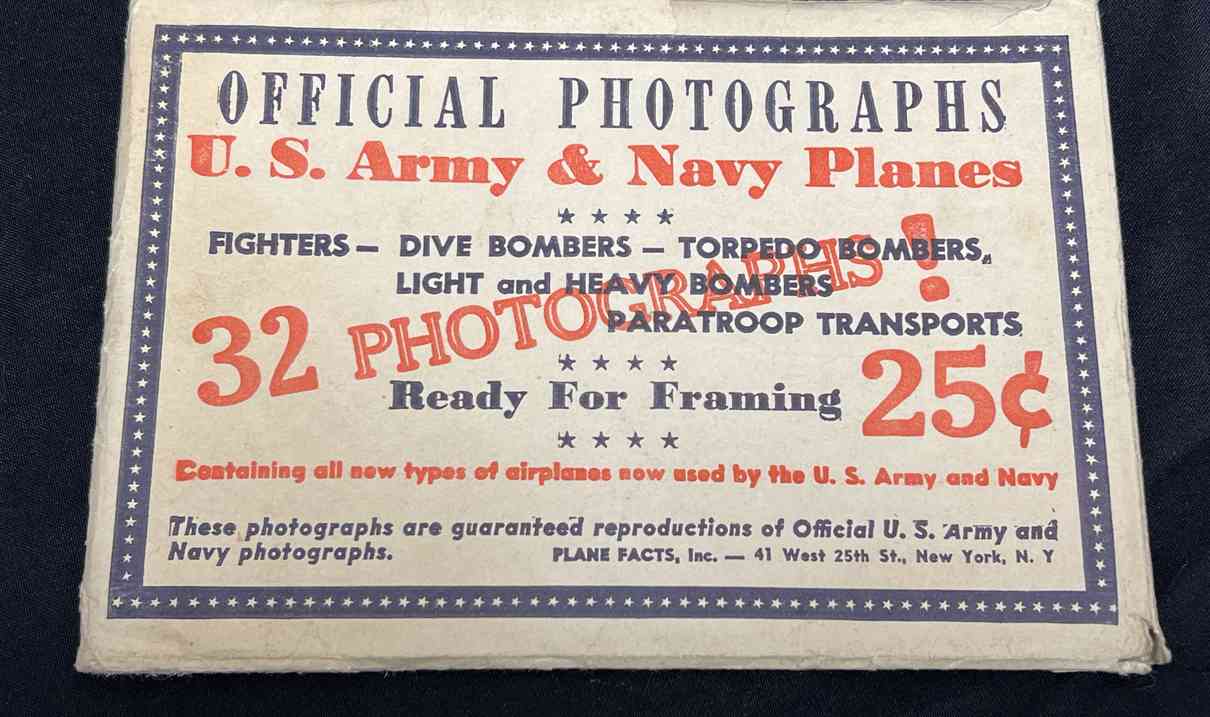 OFFICIAL PHOTOGRAPHS
U. S. Army & Navy Planes
FIGHTERS — DIVE BOMBERS — TORPEDO BOMBERS,
LIGHT and HEAVY BOMBERS
PARATROOP TRANSPORTS
32 PHOTOGRAPHS!
Ready For Framing
25¢
Containing all new types of airplanes now used by the U. S. Army and Navy
These photographs are guaranteed reproductions of Official U. S. Army and
Navy photographs.
PLANE FACTS, Inc. — 41 West 25th St., New York, N. Y